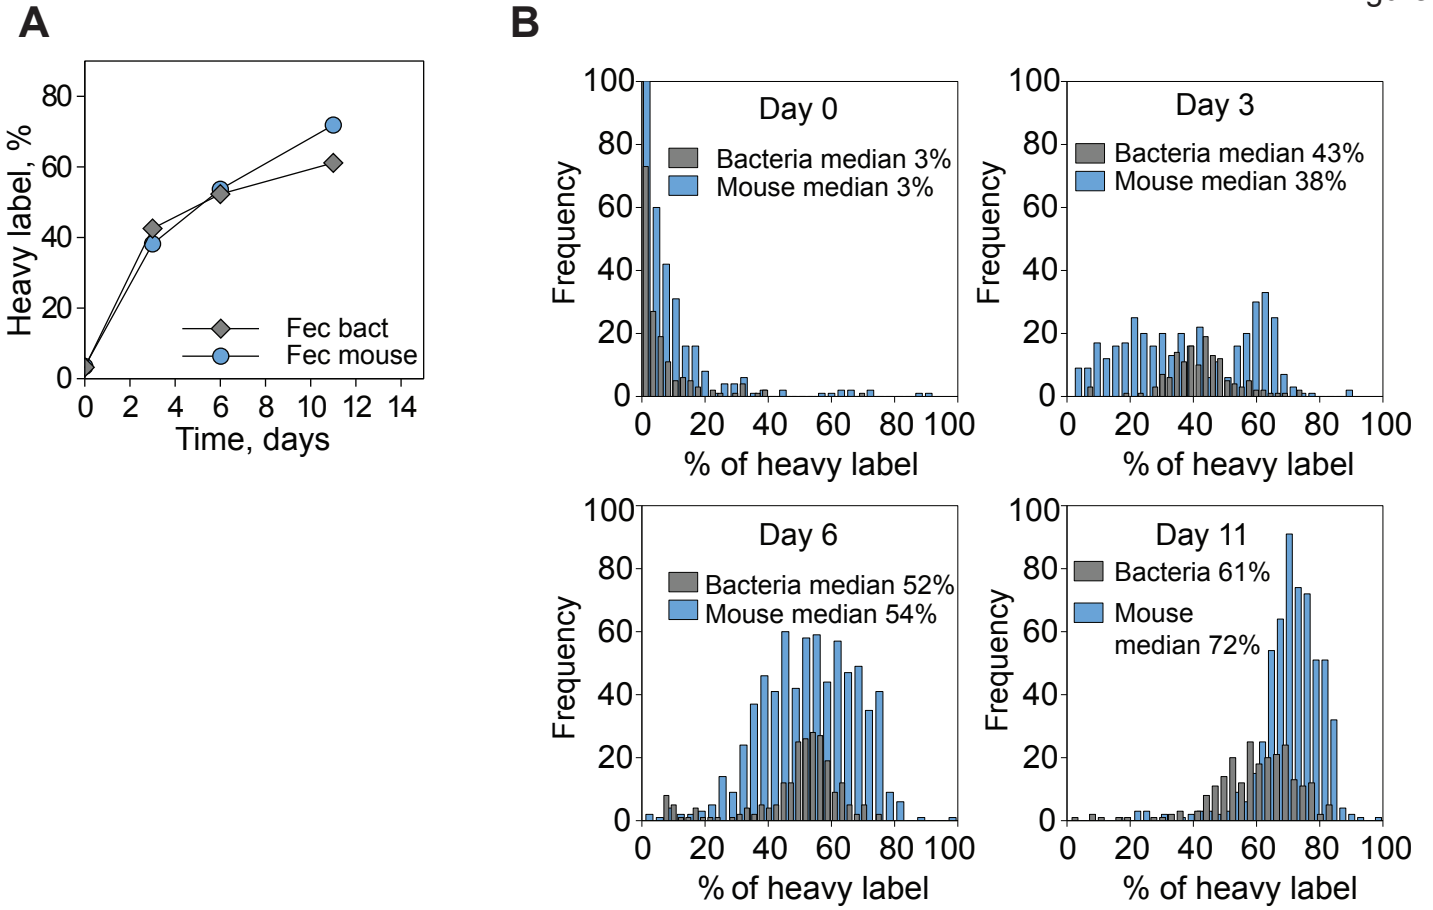 A
B
80
60
40
20
0
Heavy label, %
Fec bact
Fec mouse
0 2 4 6 8 10 12 14
Time, days
100
80
60
40
20
0
Frequency
Day 0
Bacteria median 3%
Mouse median 3%
0 20 40 60 80 100
% of heavy label
100
80
60
40
20
0
Frequency
Day 3
Bacteria median 43%
Mouse median 38%
0 20 40 60 80 100
% of heavy label
100
80
60
40
20
0
Frequency
Day 6
Bacteria median 52%
Mouse median 54%
0 20 40 60 80 100
% of heavy label
100
80
60
40
20
0
Frequency
Day 11
Bacteria 61%
Mouse
median 72%
0 20 40 60 80 100
% of heavy label